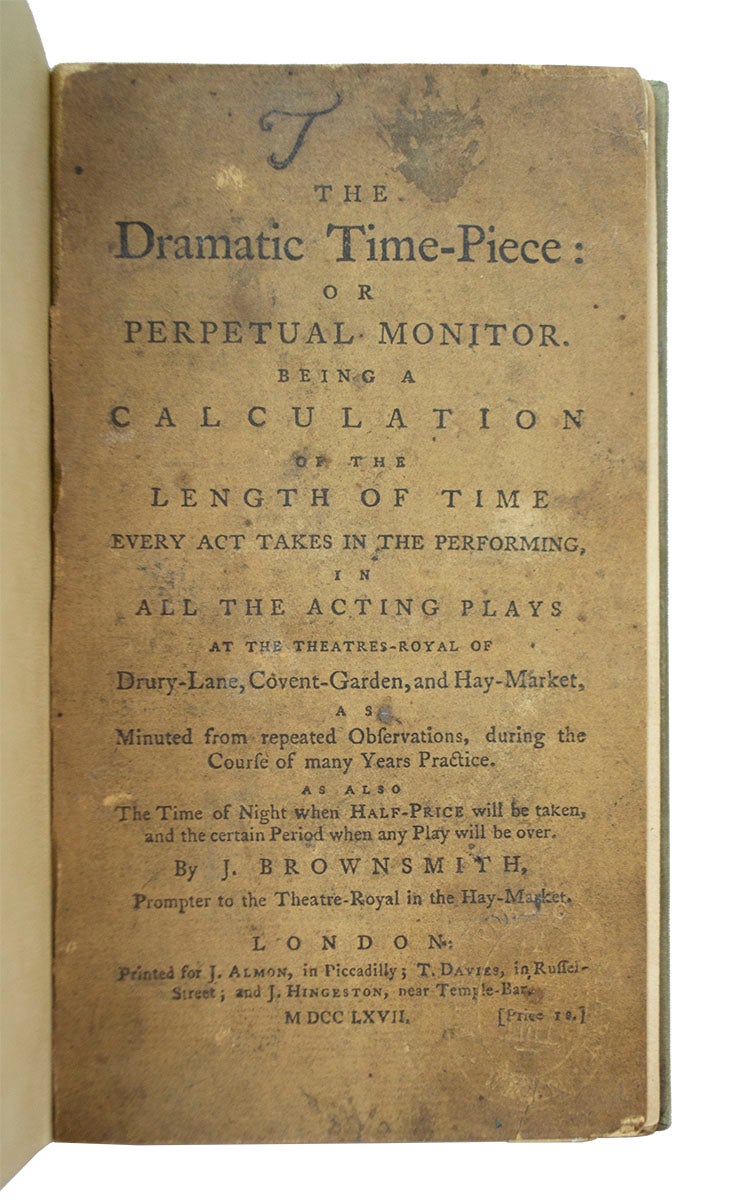 T
THE
Dramatic Time-Piece:
OR
PERPETUAL MONITOR.
BEING A
CALCULATION
OF THE
LENGTH OF TIME
EVERY ACT TAKES IN THE PERFORMING,
IN
ALL THE ACTING PLAYS
AT THE THEATRES-ROYAL OF
Drury-Lane, Covent-Garden, and Hay-Market,
AS
Minuted from repeated Obſervations, during the
Courſe of many Years Practice.
AS ALSO
The Time of Night when HALF-PRICE will be taken,
and the certain Period when any Play will be over.
By J. BROWNSMITH,
Prompter to the Theatre-Royal in the Hay-Market.
LONDON:
Printed for J. ALMON, in Piccadilly; T. DAVIES, in Ruſſel-
Street; and J. HINGESTON, near Temple-Bar.
M DCC LXVII. [Price 1s.]